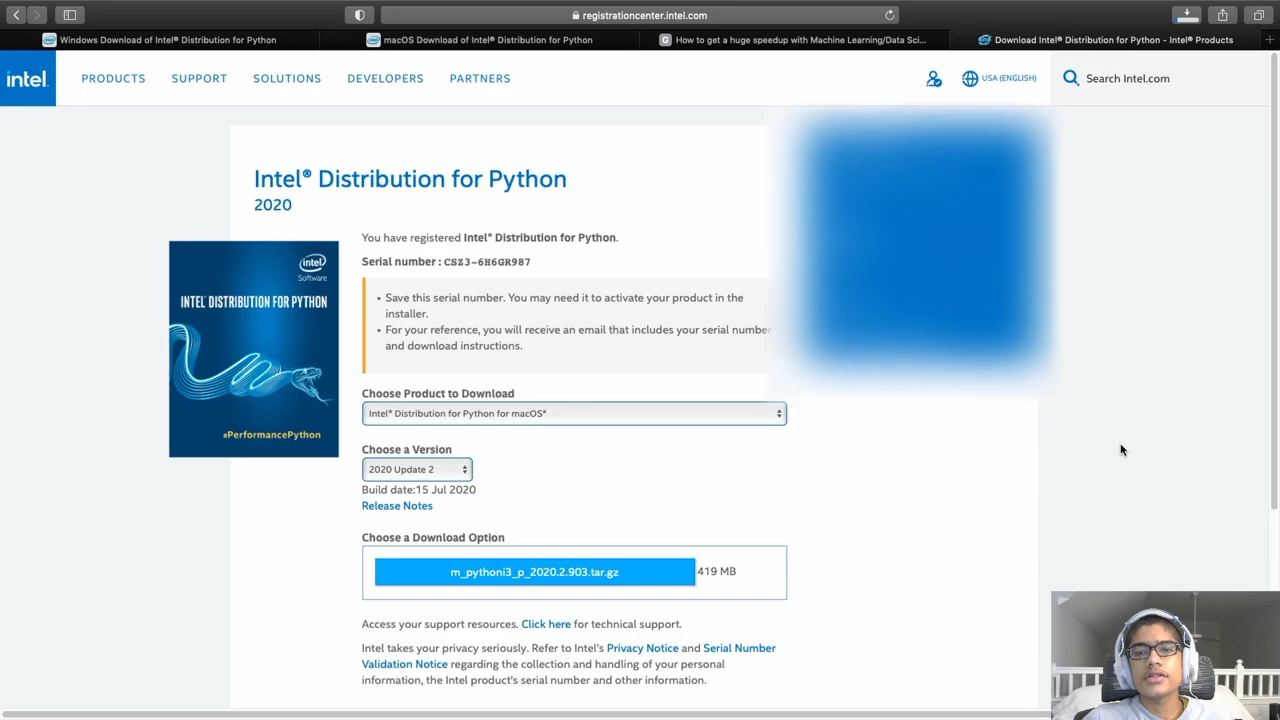 registrationcenter.intel.com
Windows Download of Intel® Distribution for Python
macOS Download of Intel® Distribution for Python
G
How to get a huge speedup with Machine Learning/Data Sci...
Download Intel® Distribution for Python - Intel® Products
intel.
PRODUCTS
SUPPORT
SOLUTIONS
DEVELOPERS
PARTNERS
USA (ENGLISH)
Search Intel.com
Intel® Distribution for Python
2020
You have registered Intel® Distribution for Python.
Serial number : CSZ3-6H6GR987
intel
Software
INTEL® DISTRIBUTION FOR PYTHON
#PerformancePython
• Save this serial number. You may need it to activate your product in the
installer.
• For your reference, you will receive an email that includes your serial number
and download instructions.
Choose Product to Download
Intel® Distribution for Python for macOS*
Choose a Version
2020 Update 2
Build date:15 Jul 2020
Release Notes
Choose a Download Option
m_pythoni3_p_2020.2.903.tar.gz
419 MB
Access your support resources. Click here for technical support.
Intel takes your privacy seriously. Refer to Intel's Privacy Notice and Serial Number
Validation Notice regarding the collection and handling of your personal
information, the Intel product's serial number and other information.